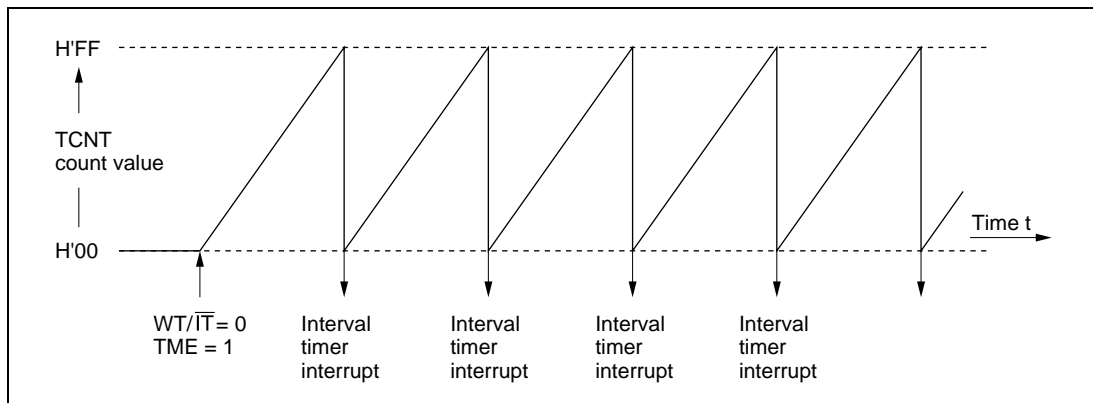 H'FF
TCNT
count value
H'00
Time t
WT/I̅T̅ = 0
TME = 1
Interval
timer
interrupt
Interval
timer
interrupt
Interval
timer
interrupt
Interval
timer
interrupt